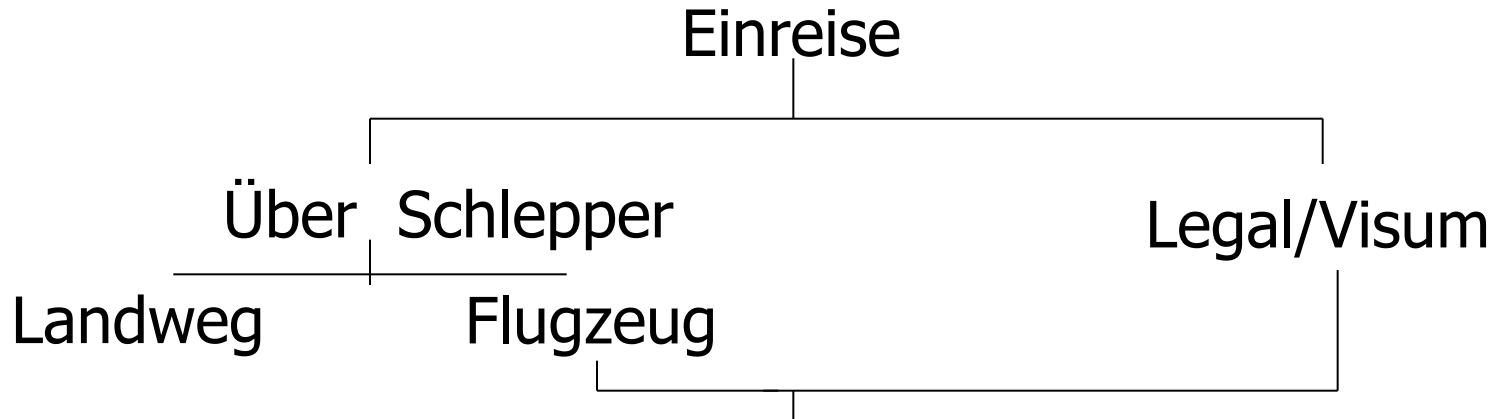 Einreise
Über Schlepper
Legal/Visum
Landweg
Flugzeug